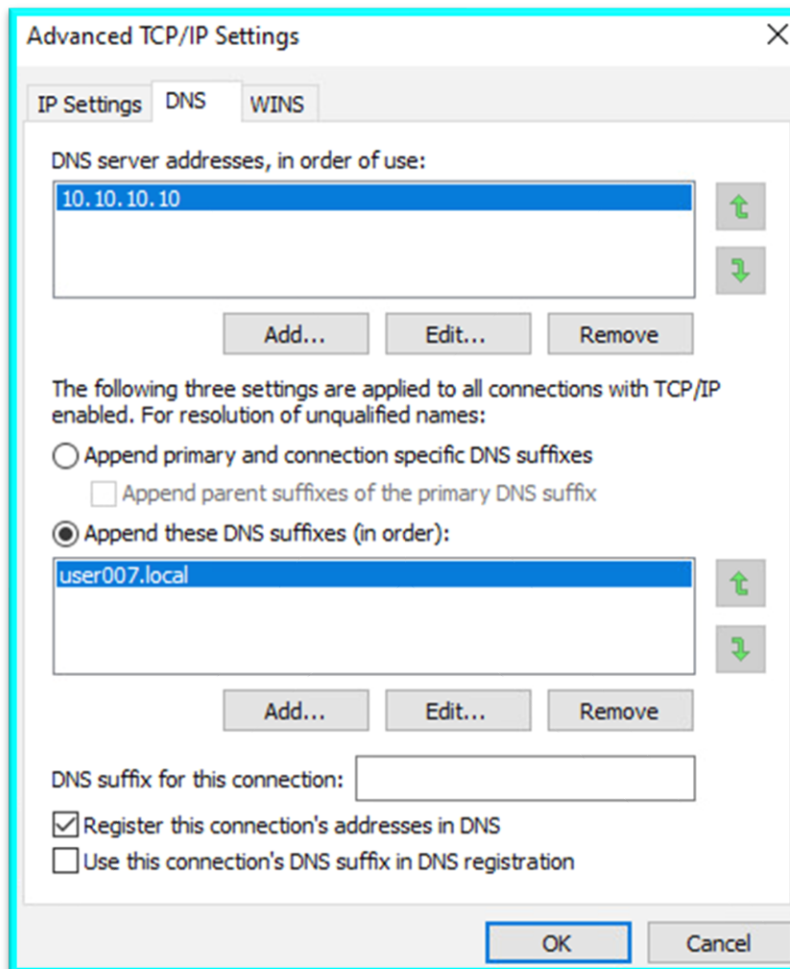 Advanced TCP/IP Settings
IP Settings DNS WINS
DNS server addresses, in order of use:
10.10.10.10
Add... Edit... Remove
The following three settings are applied to all connections with TCP/IP
enabled. For resolution of unqualified names:
Append primary and connection specific DNS suffixes
Append parent suffixes of the primary DNS suffix
Append these DNS suffixes (in order):
user007.local
Add... Edit... Remove
DNS suffix for this connection:
Register this connection's addresses in DNS
Use this connection's DNS suffix in DNS registration
OK Cancel